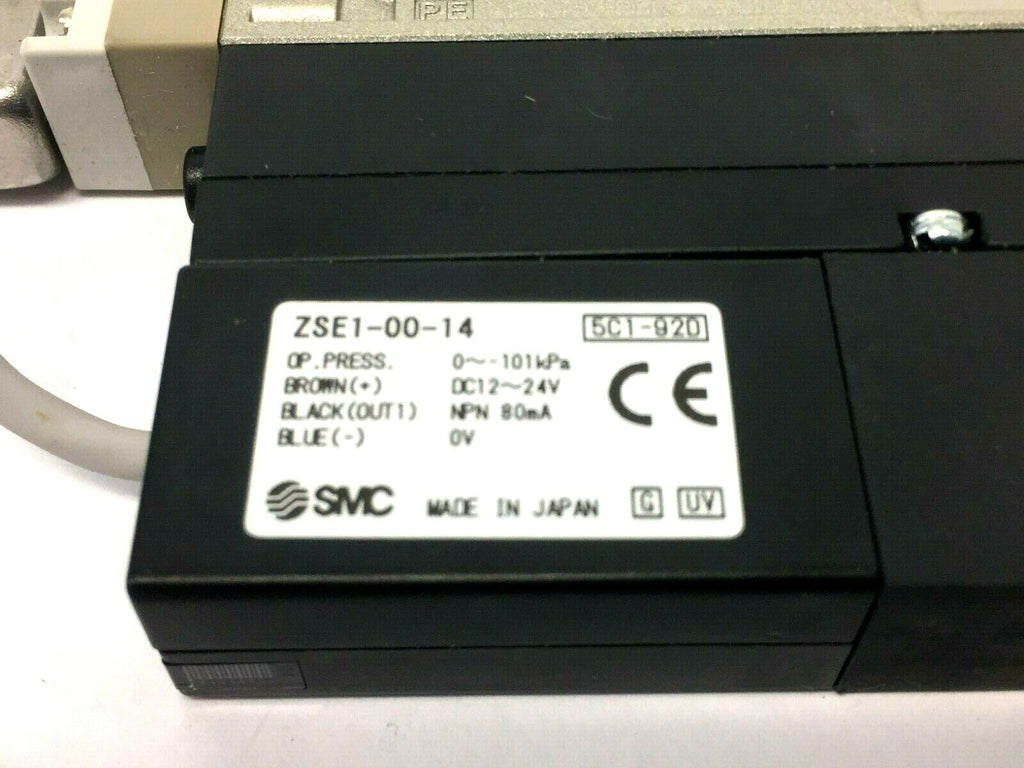 PE
ZSE1-00-14 5C1-920
OP.PRESS. 0~-101kPa
BROWN(+) DC12~24V
BLACK(OUT1) NPN 80mA
BLUE(-) 0V
CE
SMC MADE IN JAPAN G UV